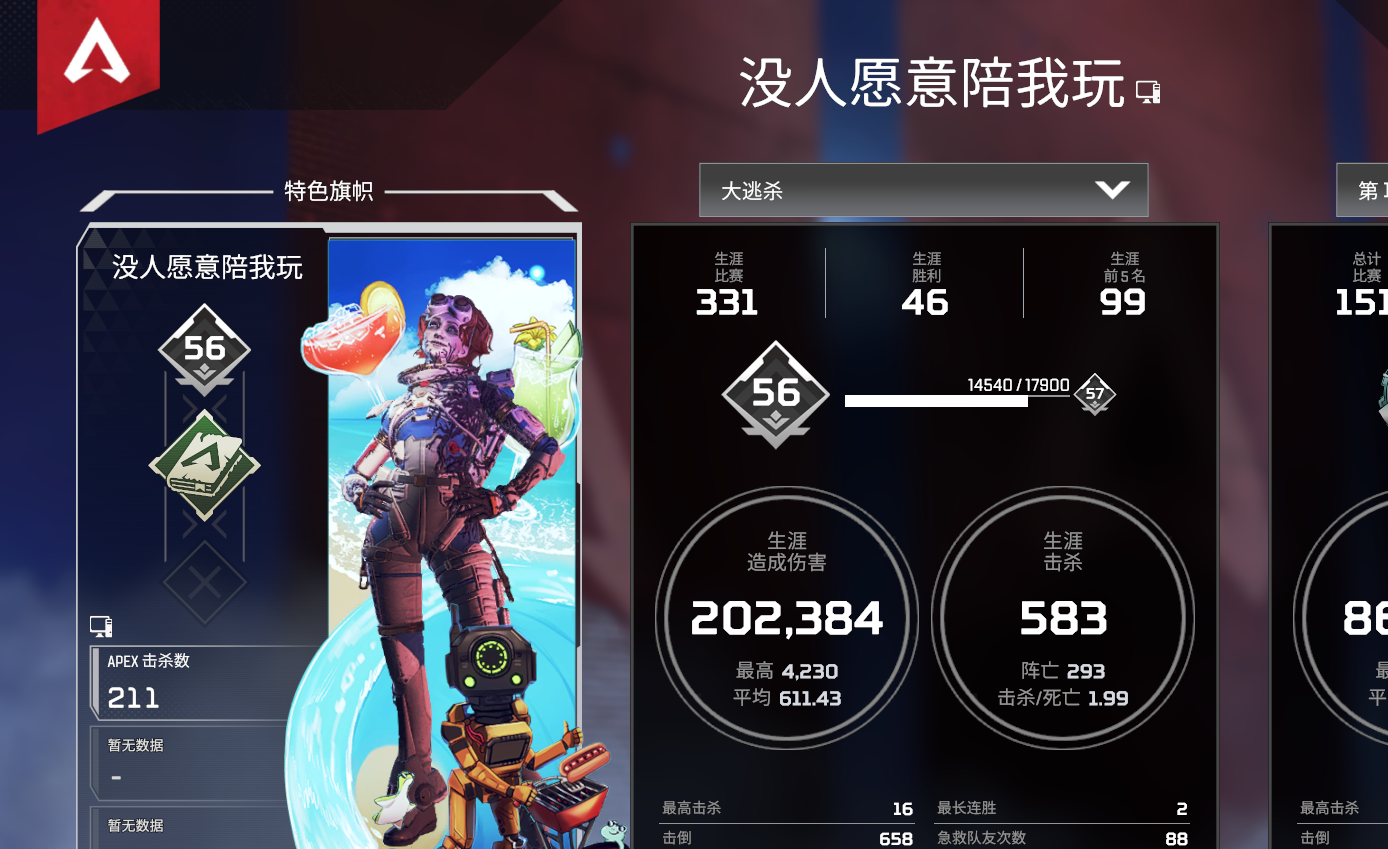 没人愿意陪我玩
特色旗帜
没人愿意陪我玩
56
APEX 击杀数
211
暂无数据
-
暂无数据
大逃杀
生涯
比赛
331
生涯
胜利
46
生涯
前5名
99
56
14540/17900
57
生涯
造成伤害
202,384
最高 4,230
平均 611.43
生涯
击杀
583
阵亡 293
击杀/死亡 1.99
最高击杀 16
击倒 658
最长连胜 2
急救队友次数 88
第
总计
比赛
151
86
最高击杀
击倒